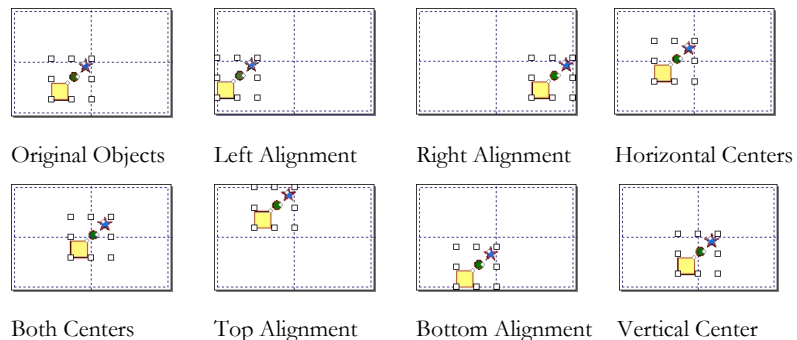 Original Objects
Left Alignment
Right Alignment
Horizontal Centers
Both Centers
Top Alignment
Bottom Alignment
Vertical Center